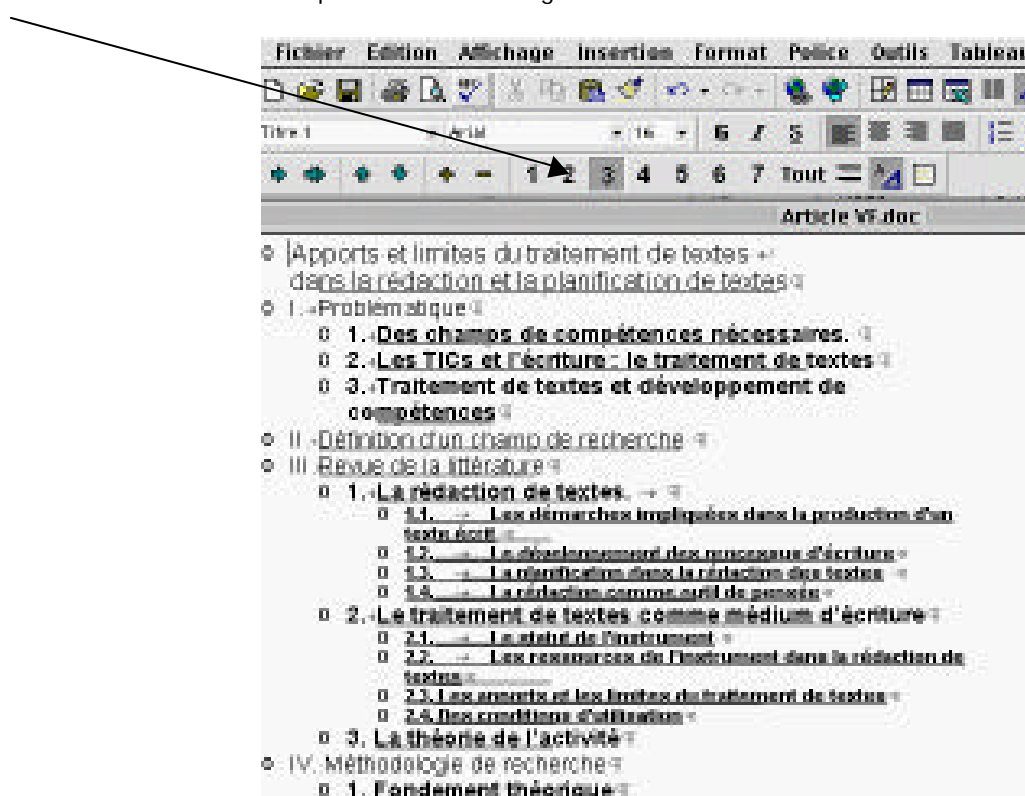 Fichier Edition Affichage Insertion Format Police Outils Tableau
Titre 1 Arial 16 G I S
1 2 3 4 5 6 7 Tout
Article VF.doc
Apports et limites du traitement de textes
dans la rédaction et la planification de textes
I. Problématique
1. Des champs de compétences nécessaires.
2. Les TICs et l'écriture : le traitement de textes
3. Traitement de textes et développement de
compétences
II. Définition d'un champ de recherche
III Revue de la littérature
1. La rédaction de textes.
1.1. Les démarches impliquées dans la production d'un
texte écrit
1.2. Le développement des processus d'écriture
1.3. La planification dans la rédaction des textes
1.4. La rédaction comme outil de pensée
2. Le traitement de textes comme médium d'écriture
2.1. Le statut de l'instrument
2.2. Les ressources de l'instrument dans la rédaction de
textes
2.3. Les apports et les limites du traitement de textes
2.4. Des conditions d'utilisation
3. La théorie de l'activité
IV. Méthodologie de recherche
1. Fondement théorique